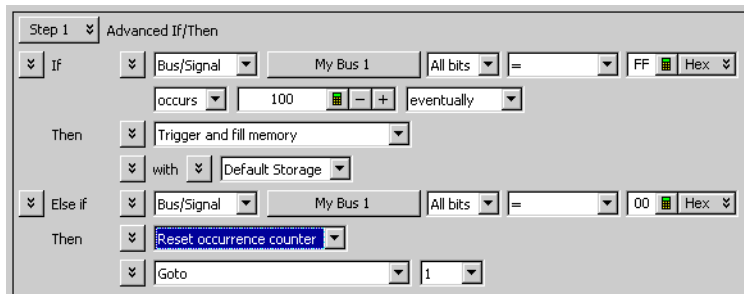 Step 1 Advanced If/Then
If Bus/Signal My Bus 1 All bits = FF Hex
occurs 100 − + eventually
Then Trigger and fill memory
with Default Storage
Else if Bus/Signal My Bus 1 All bits = 00 Hex
Then Reset occurrence counter
Goto 1